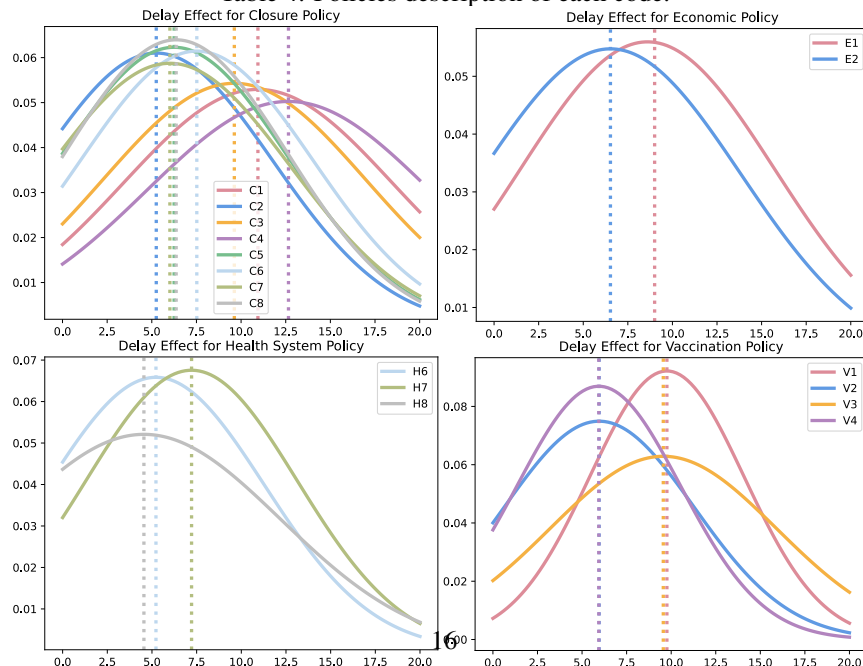 Table 4: Policies description of each code.
Delay Effect for Closure Policy
0.06
0.05
0.04
0.03
0.02
0.01
C1
C2
C3
C4
C5
C6
C7
C8
0.0 2.5 5.0 7.5 10.0 12.5 15.0 17.5 20.0
Delay Effect for Economic Policy
0.05
0.04
0.03
0.02
0.01
E1
E2
0.0 2.5 5.0 7.5 10.0 12.5 15.0 17.5 20.0
Delay Effect for Health System Policy
0.07
0.06
0.05
0.04
0.03
0.02
0.01
H6
H7
H8
0.0 2.5 5.0 7.5 10.0 12.5 15.0 17.5 20.0
Delay Effect for Vaccination Policy
0.08
0.06
0.04
0.02
0.00
V1
V2
V3
V4
0.0 2.5 5.0 7.5 10.0 12.5 15.0 17.5 20.0
16